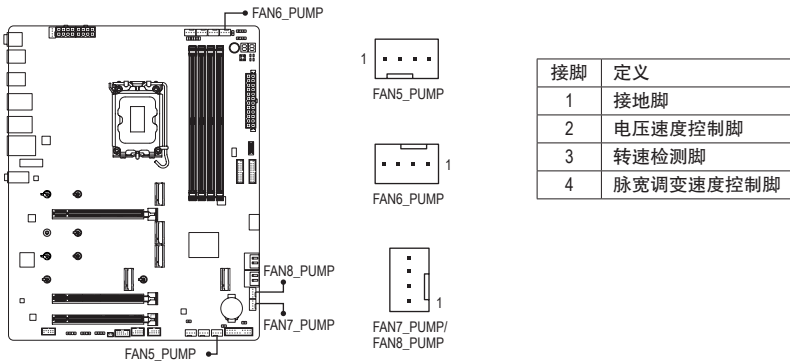 FAN6_PUMP
FAN8_PUMP
FAN7_PUMP
FAN5_PUMP
1
FAN5_PUMP
1
FAN6_PUMP
1
FAN7_PUMP/
FAN8_PUMP
接脚 定义
1 接地脚
2 电压速度控制脚
3 转速检测脚
4 脉宽调变速度控制脚